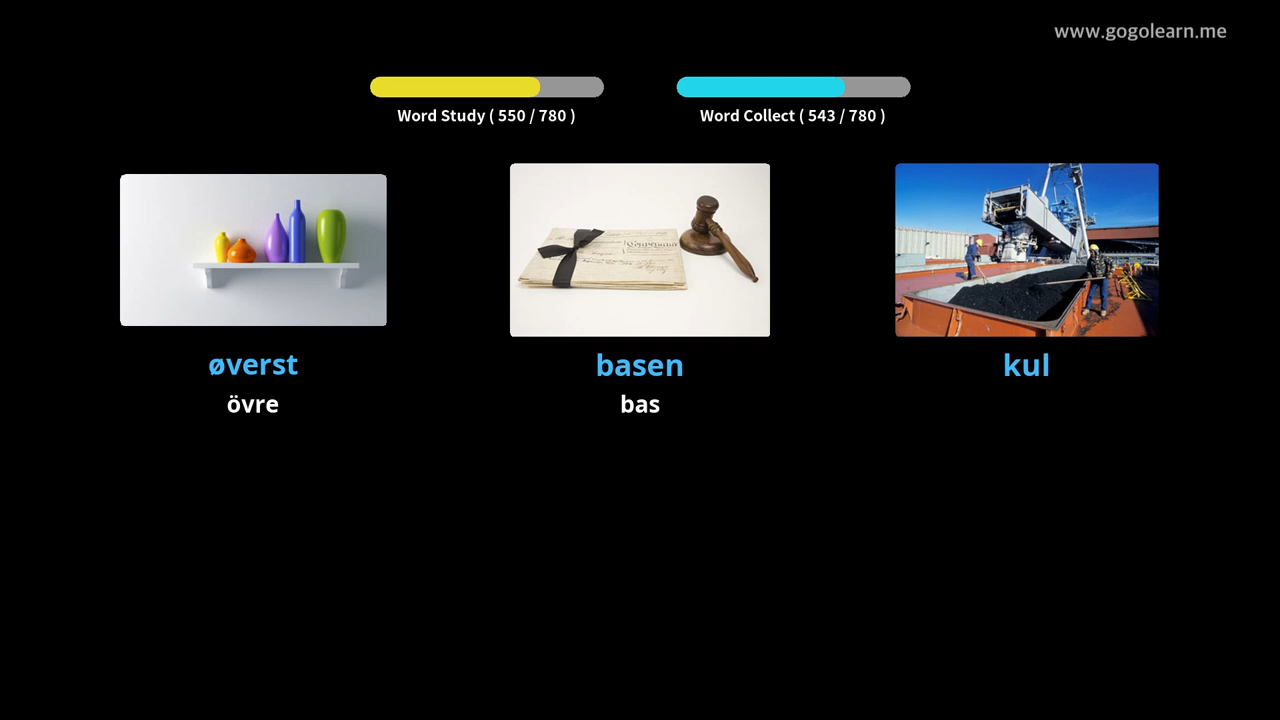 www.gogolearn.me
Word Study ( 550 / 780 )
Word Collect ( 543 / 780 )
øverst
basen
kul
övre
bas